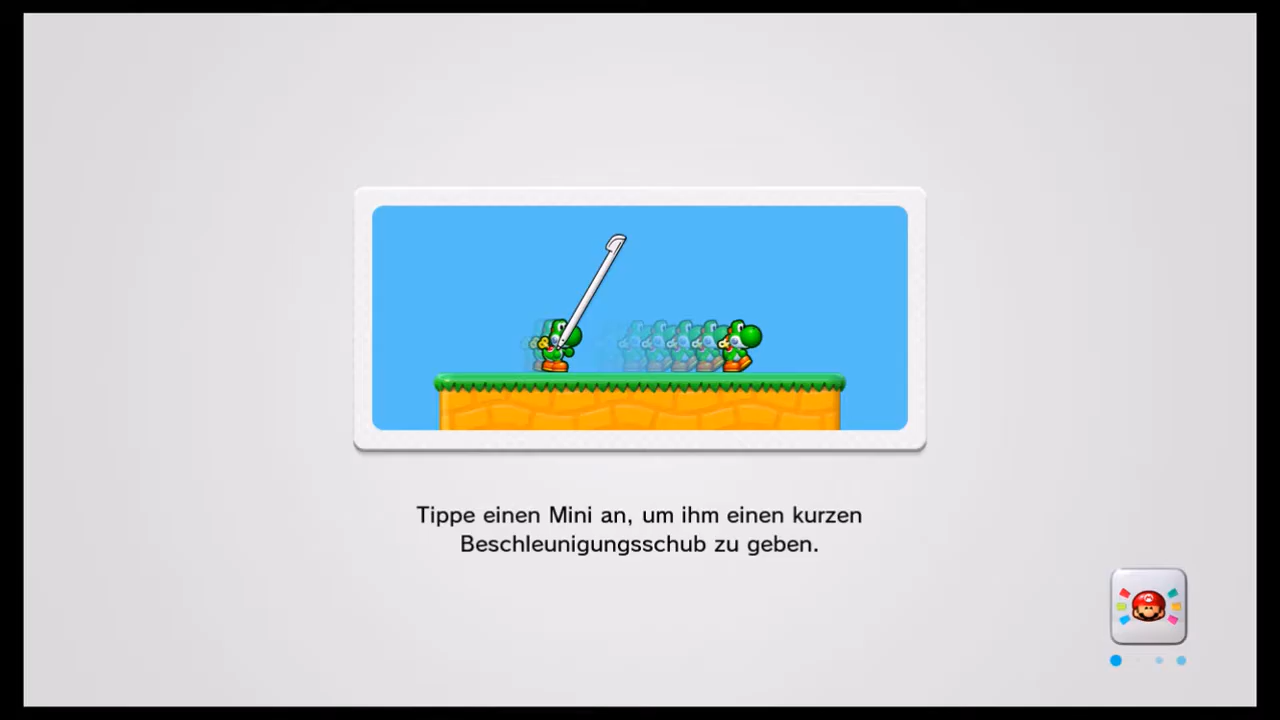 Tippe einen Mini an, um ihm einen kurzen
Beschleunigungsschub zu geben.